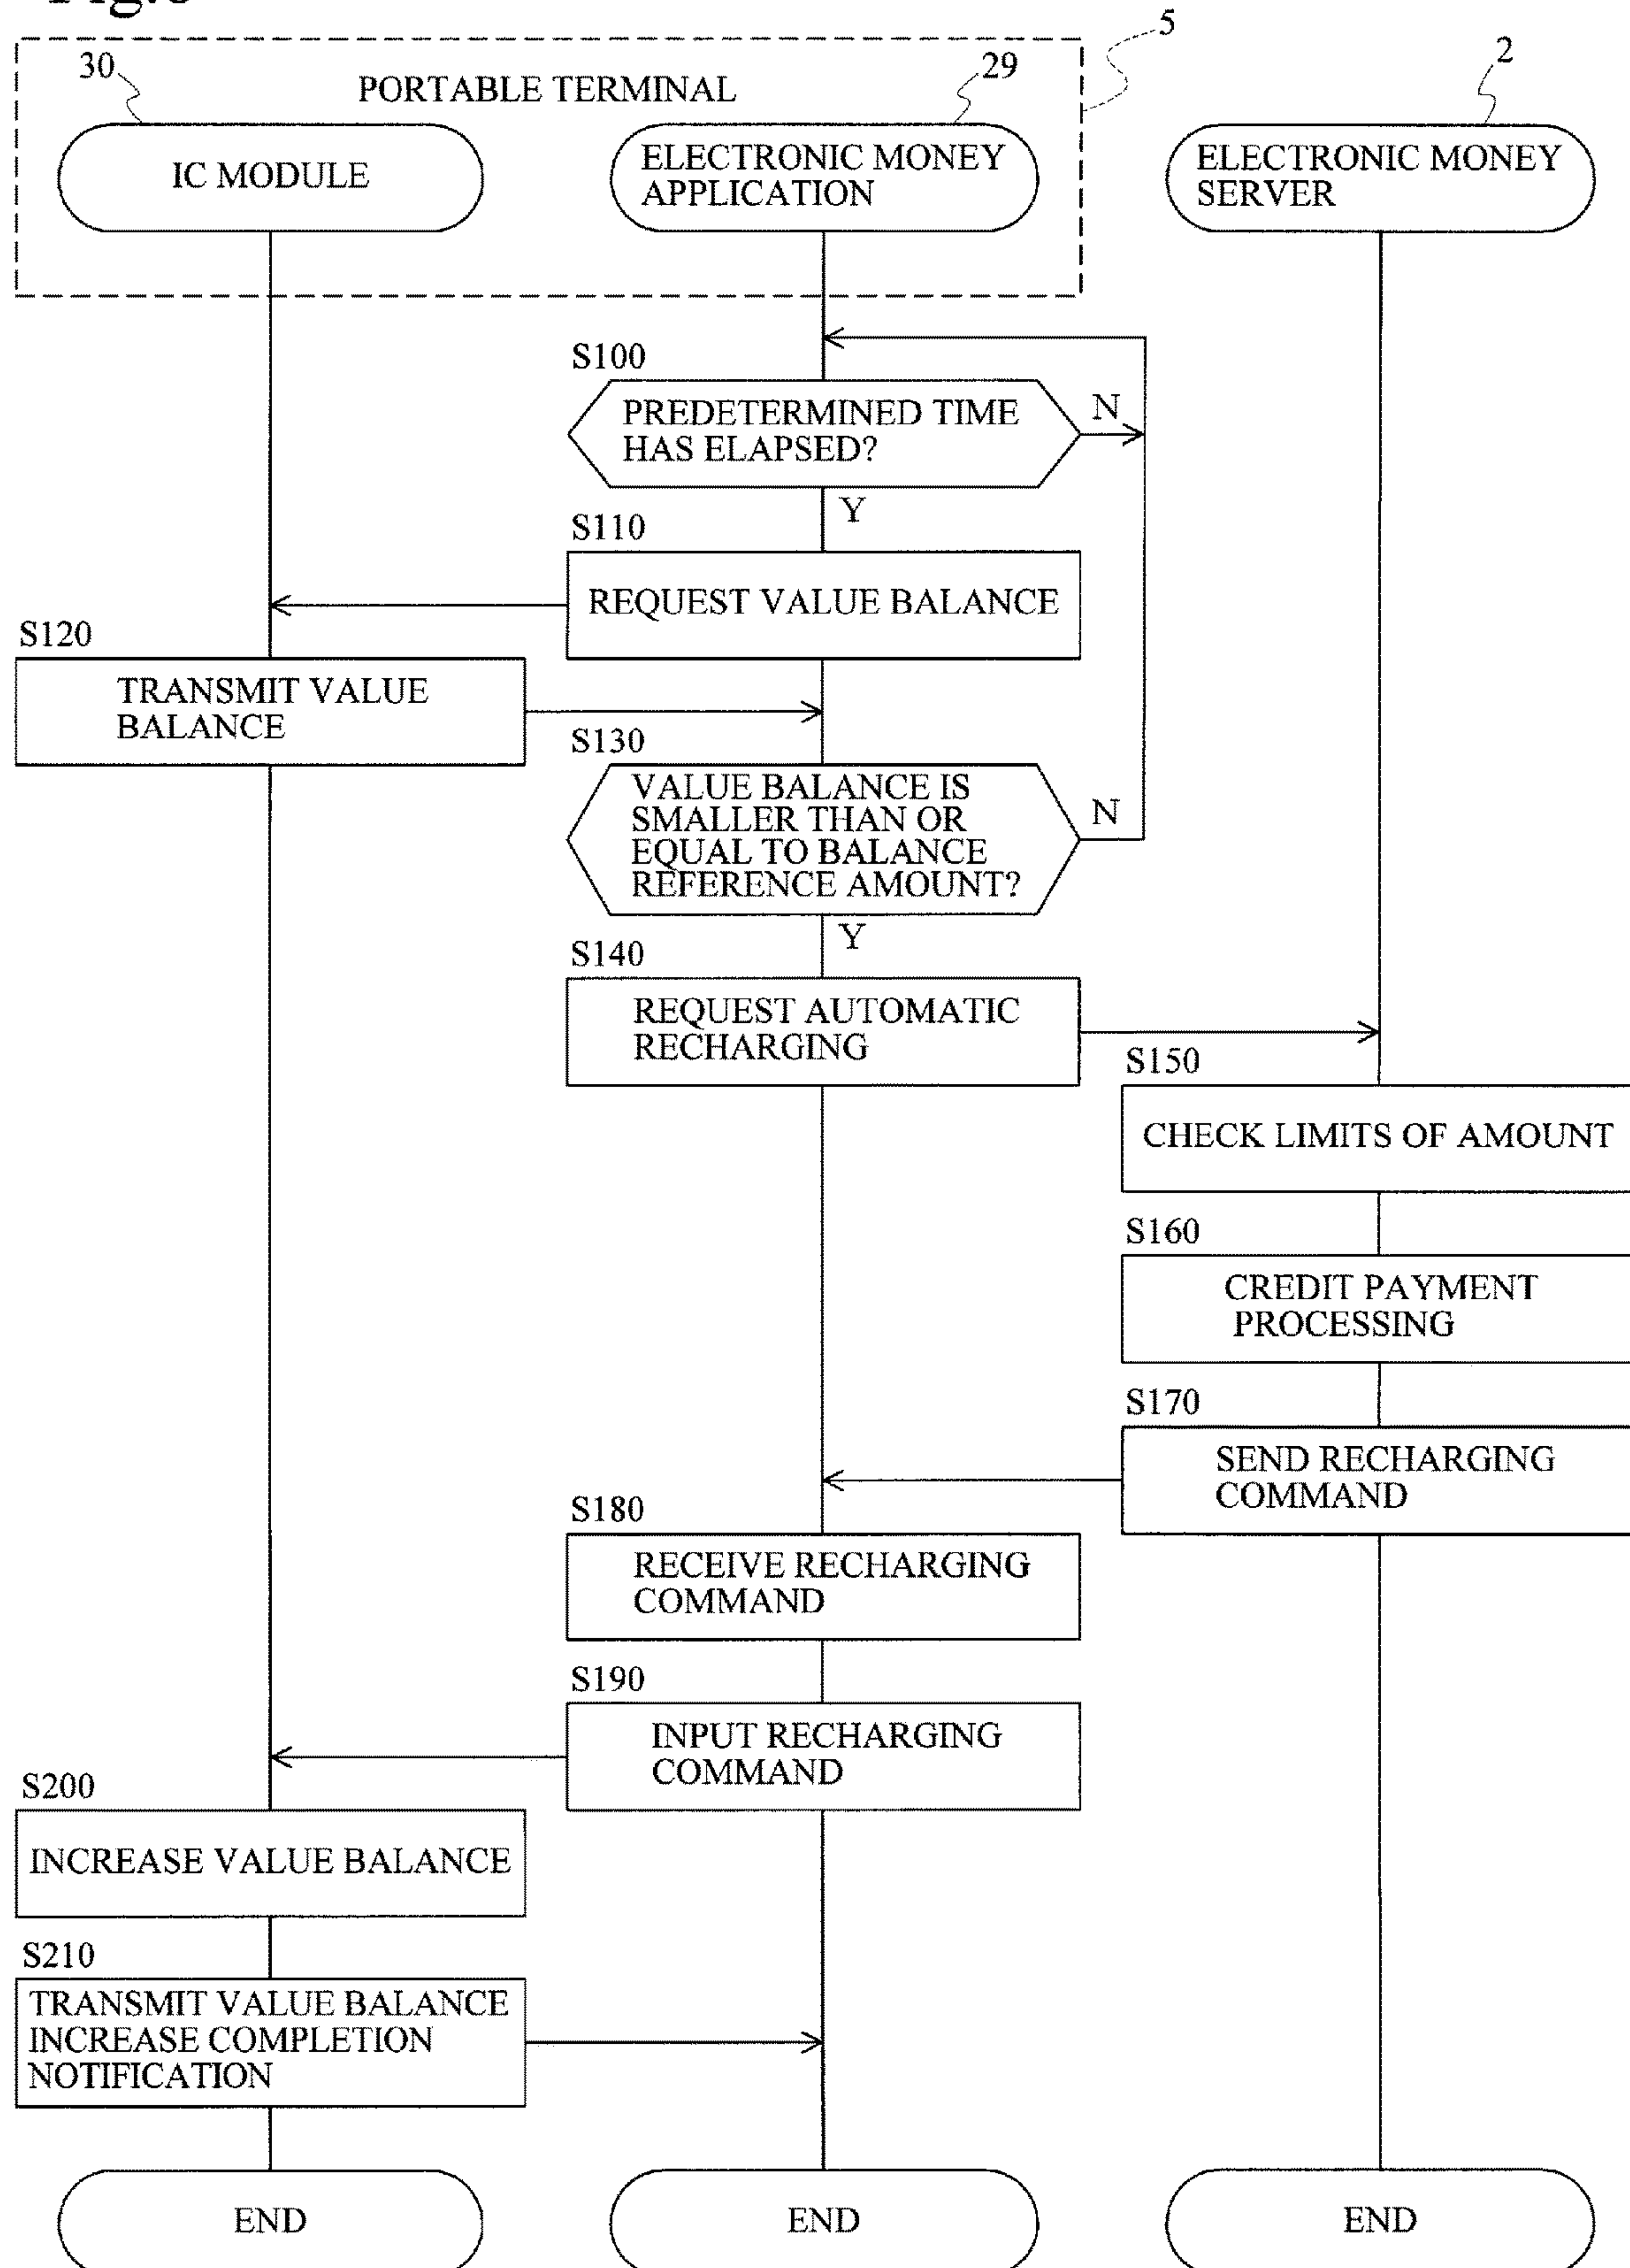 5
2
30
29
PORTABLE TERMINAL
IC MODULE
ELECTRONIC MONEY
APPLICATION
ELECTRONIC MONEY
SERVER
S100
PREDETERMINED TIME
HAS ELAPSED?
N
Y
S110
REQUEST VALUE BALANCE
S120
TRANSMIT VALUE
BALANCE
S130
VALUE BALANCE IS
SMALLER THAN OR
EQUAL TO BALANCE
REFERENCE AMOUNT?
N
Y
S140
REQUEST AUTOMATIC
RECHARGING
S150
CHECK LIMITS OF AMOUNT
S160
CREDIT PAYMENT
PROCESSING
S170
SEND RECHARGING
COMMAND
S180
RECEIVE RECHARGING
COMMAND
S190
INPUT RECHARGING
COMMAND
S200
INCREASE VALUE BALANCE
S210
TRANSMIT VALUE BALANCE
INCREASE COMPLETION
NOTIFICATION
END
END
END